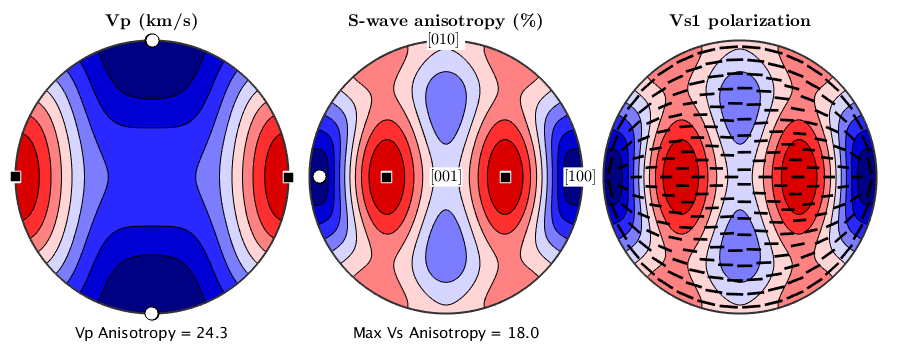 Vp (km/s)
S-wave anisotropy (%)
Vs1 polarization
[010]
[001]
[100]
Vp Anisotropy = 24.3
Max Vs Anisotropy = 18.0